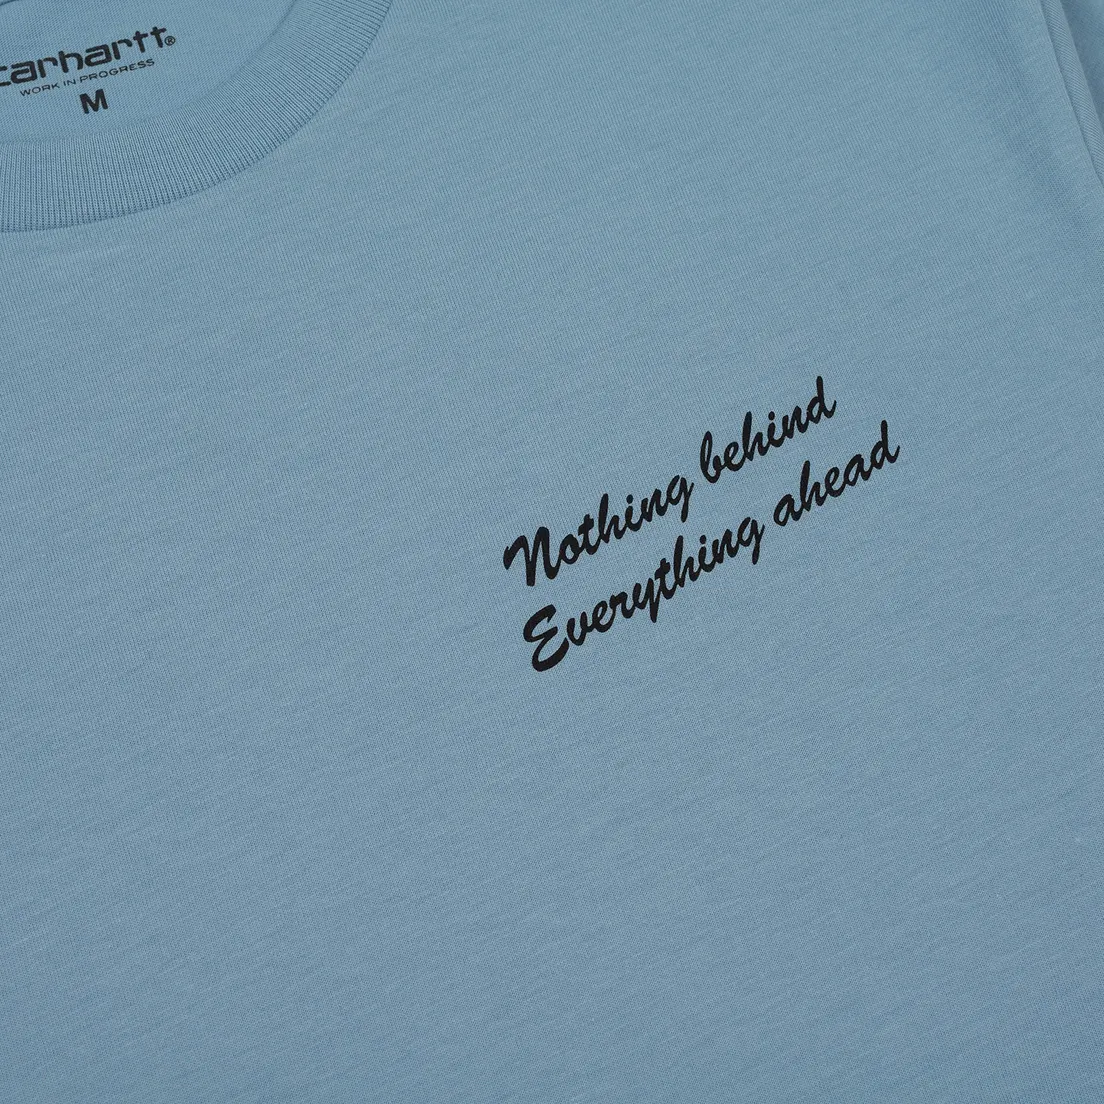 carhartt®
WORK IN PROGRESS
M
Nothing behind
Everything ahead